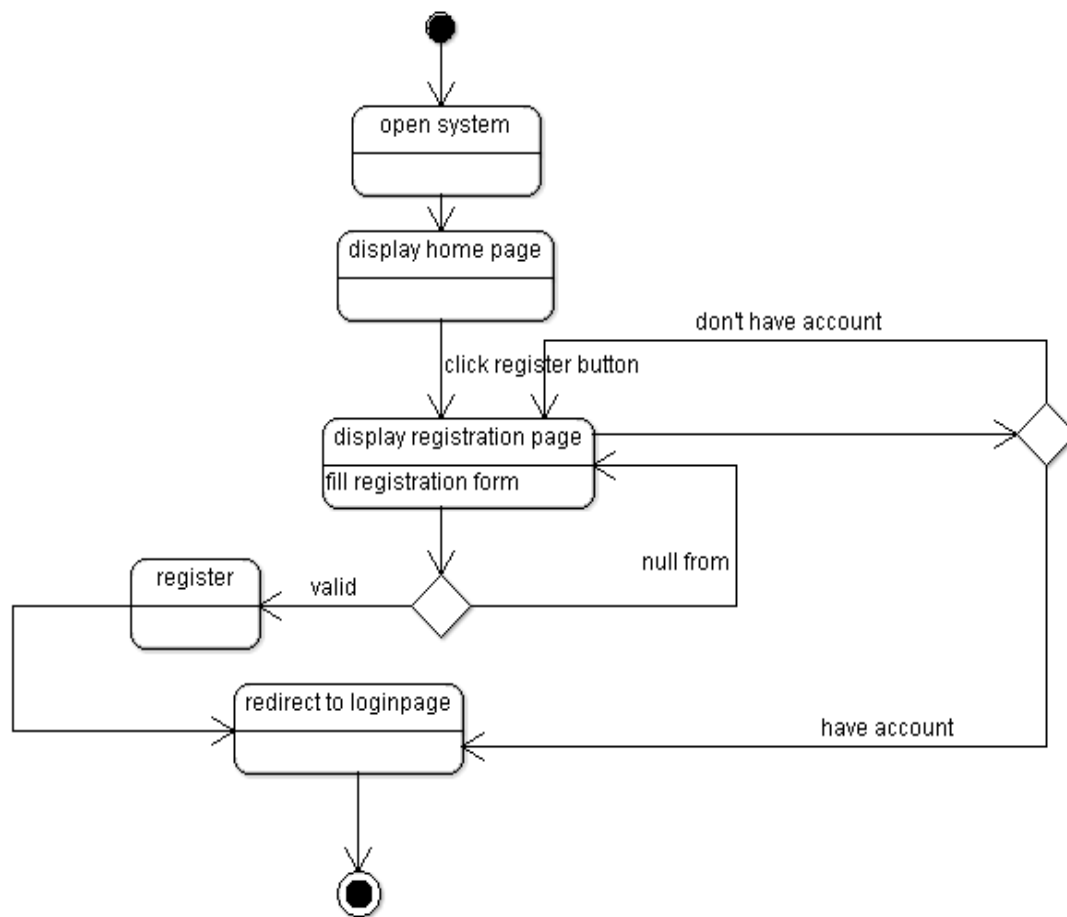 open system
display home page
don't have account
click register button
display registration page
fill registration form
null from
register
valid
redirect to loginpage
have account